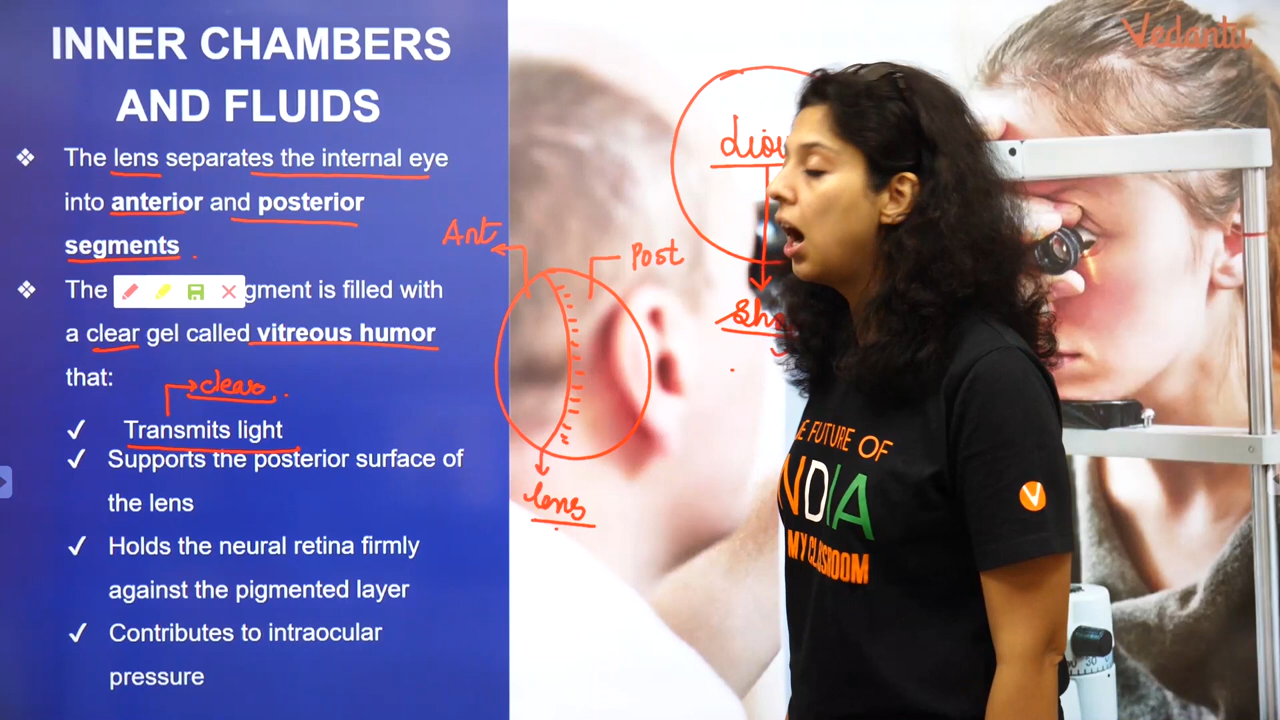 INNER CHAMBERS
AND FLUIDS
❖ The lens separates the internal eye
into anterior and posterior
segments
❖ The gment is filled with
a clear gel called vitreous humor
that:
clear
✓ Transmits light
✓ Supports the posterior surface of
the lens
✓ Holds the neural retina firmly
against the pigmented layer
✓ Contributes to intraocular
pressure
Ant
Post
lens
Vedantu
E FUTURE OF
NDIA
MY CLASSROOM
V